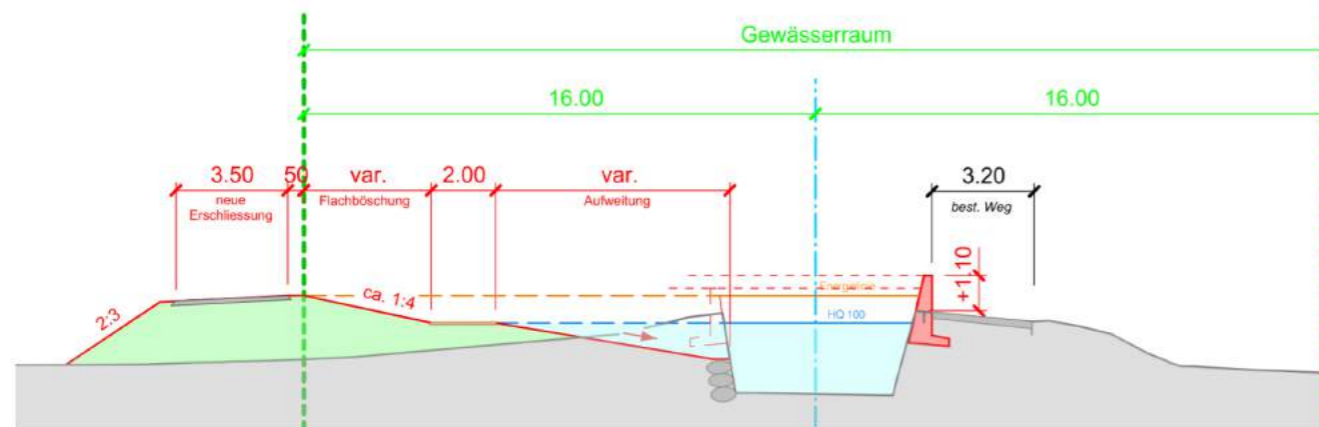 Gewässerraum
16.00
16.00
3.50
50
var.
2.00
var.
3.20
neue
Erschliessung
Flachböschung
Aufweitung
best. Weg
+1.10
ca. 1:4
2:3
Energielinie
HQ 100